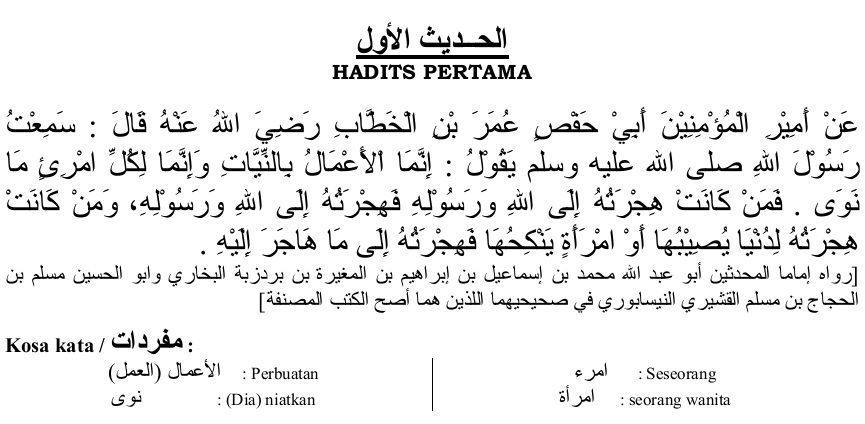 الحــديث الأول
HADITS PERTAMA
عَنْ أَمِيْرِ الْمُؤْمِنِيْنَ أَبِيْ حَفْصٍ عُمَرَ بْنِ الْخَطَّابِ رَضِيَ اللهُ عَنْهُ قَالَ : سَمِعْتُ
رَسُوْلَ اللهِ صلى الله عليه وسلم يَقُوْلُ : إِنَّمَا اْلأَعْمَالُ بِالنِّيَّاتِ وَإِنَّمَا لِكُلِّ امْرِئٍ مَا
نَوَى . فَمَنْ كَانَتْ هِجْرَتُهُ إِلَى اللهِ وَرَسُوْلِهِ فَهِجْرَتُهُ إِلَى اللهِ وَرَسُوْلِهِ، وَمَنْ كَانَتْ
هِجْرَتُهُ لِدُنْيَا يُصِيْبُهَا أَوْ امْرَأَةٍ يَنْكِحُهَا فَهِجْرَتُهُ إِلَى مَا هَاجَرَ إِلَيْهِ .
[رواه إماما المحدثين أبو عبد الله محمد بن إسماعيل بن إبراهيم بن المغيرة بن بردزبة البخاري وابو الحسين مسلم بن
الحجاج بن مسلم القشيري النيسابوري في صحيحيهما اللذين هما أصح الكتب المصنفة]
Kosa kata / مفردات :
الأعمال (العمل) : Perbuatan
نوى : (Dia) niatkan
امرء : Seseorang
امرأة : seorang wanita